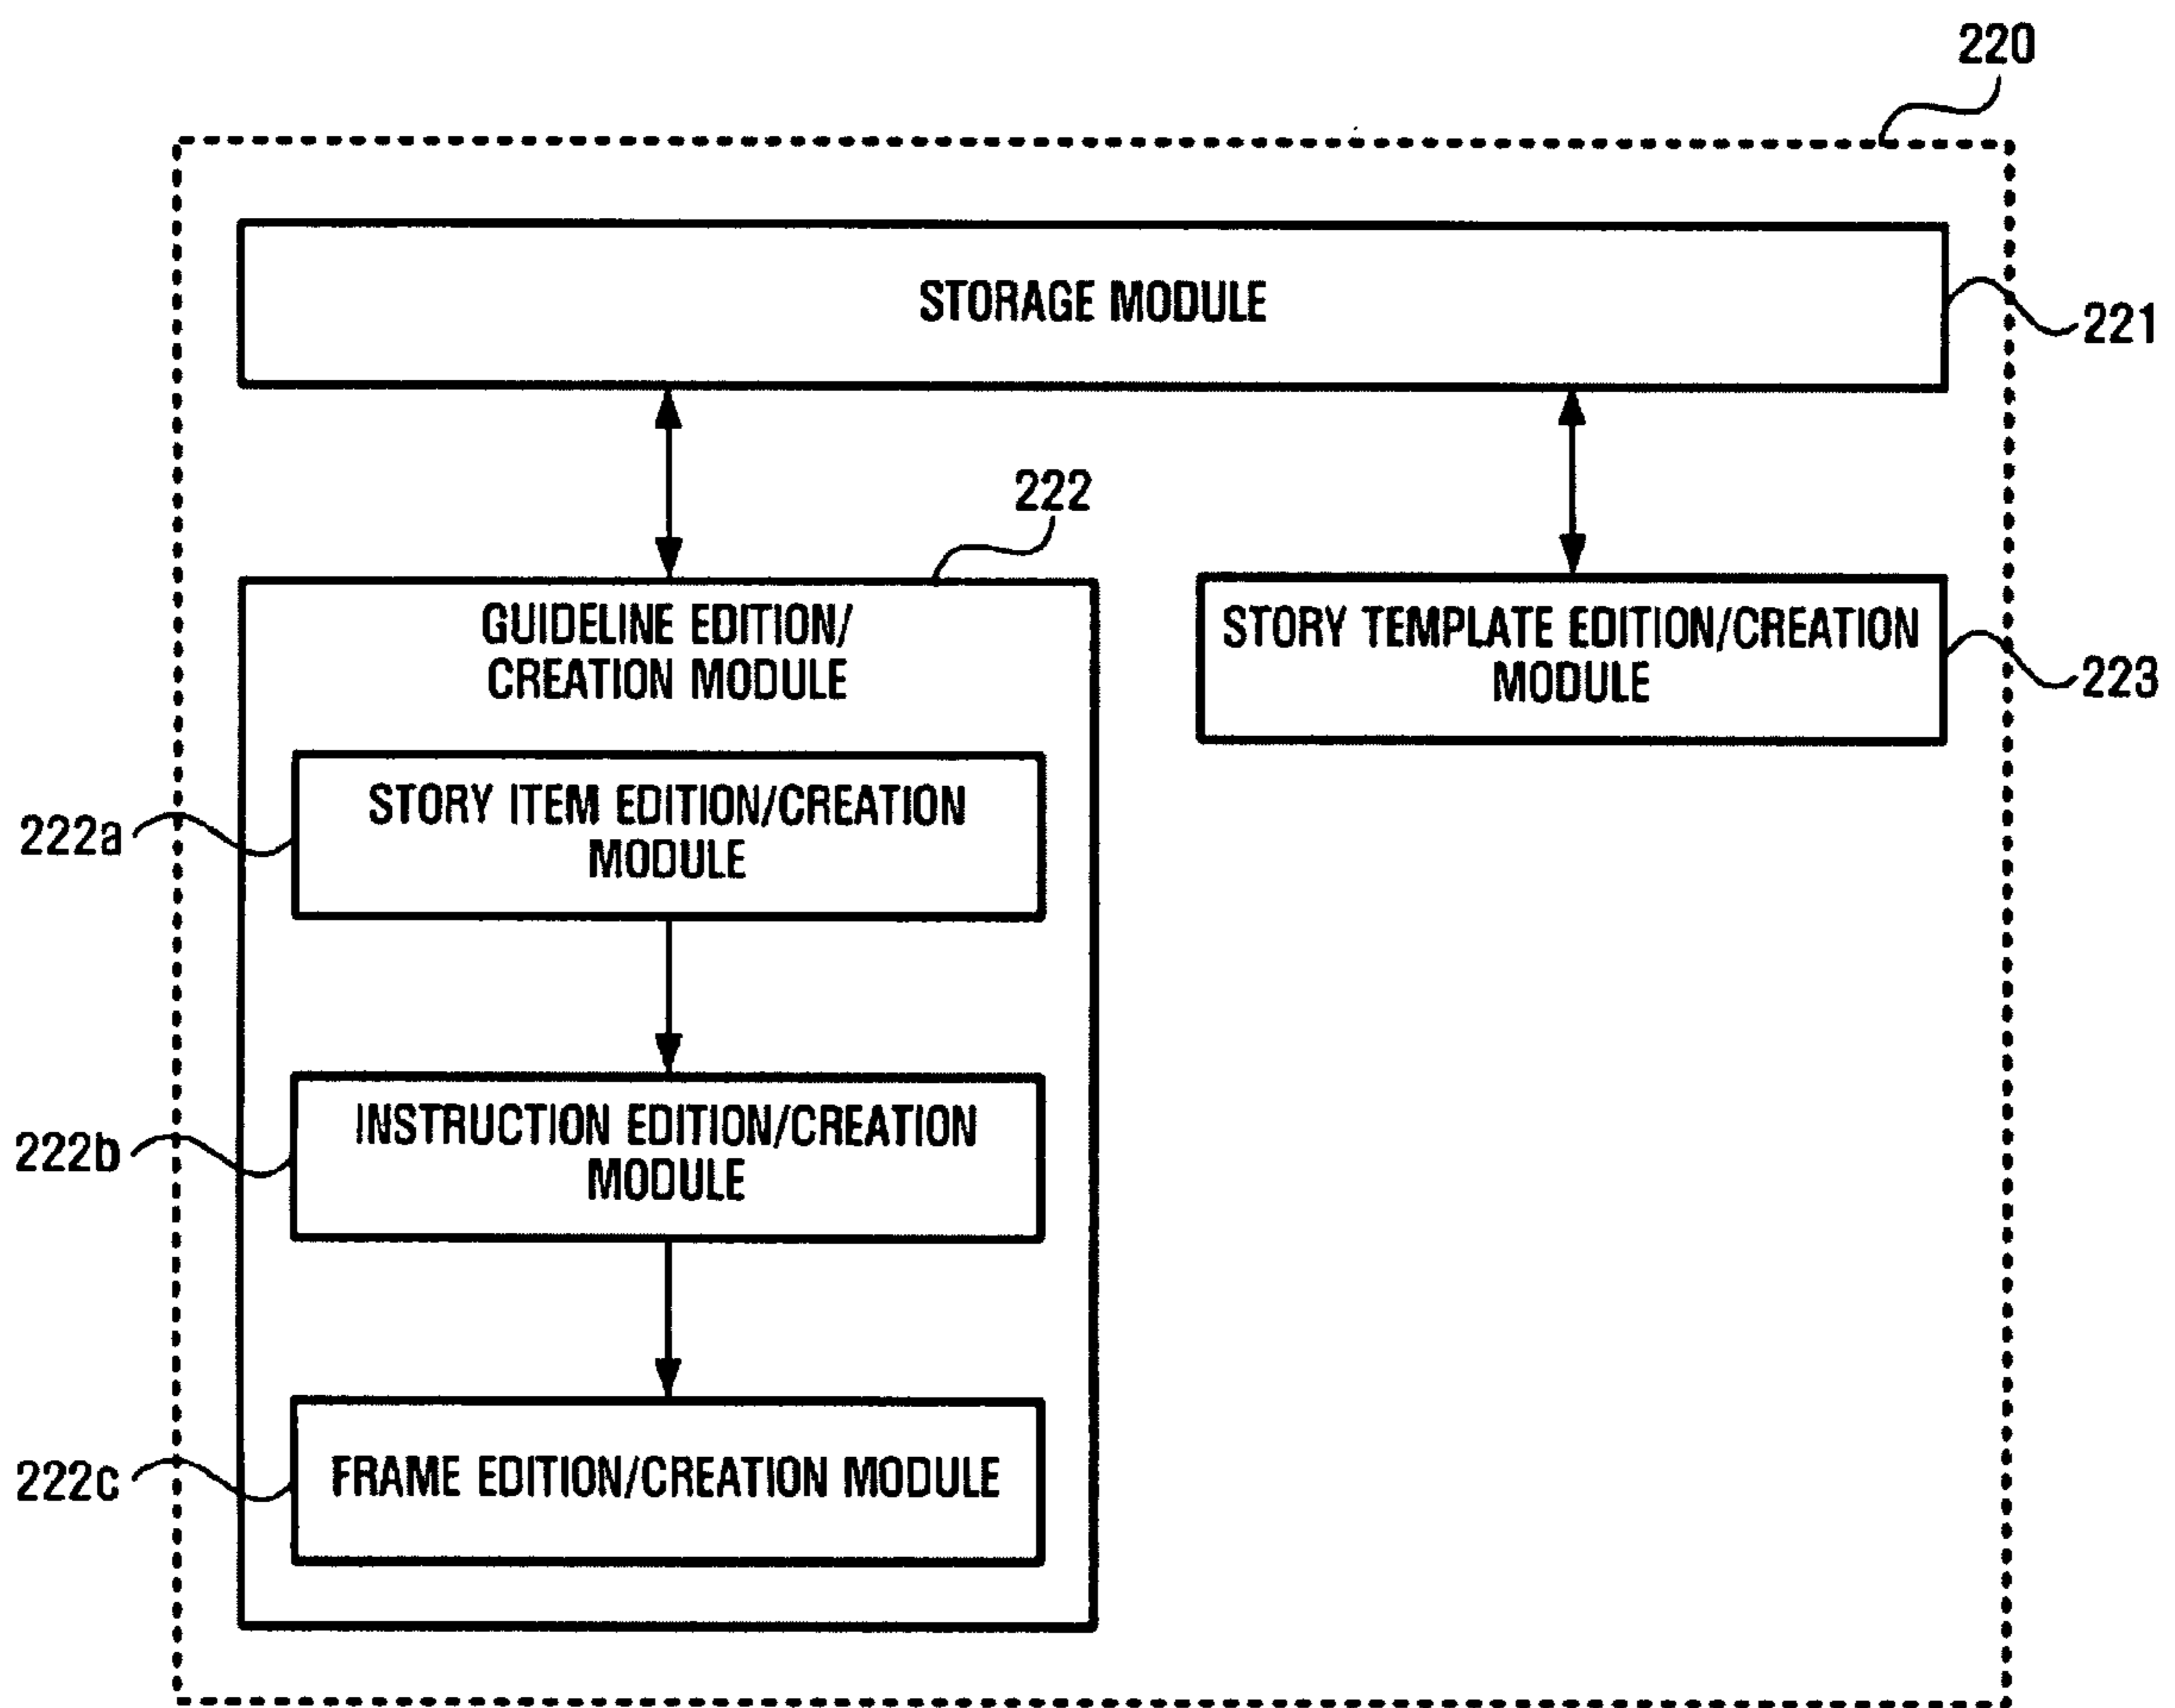 220
STORAGE MODULE
221
222
GUIDELINE EDITION/
CREATION MODULE
STORY TEMPLATE EDITION/CREATION
MODULE
223
STORY ITEM EDITION/CREATION
MODULE
222a
INSTRUCTION EDITION/CREATION
MODULE
222b
FRAME EDITION/CREATION MODULE
222c